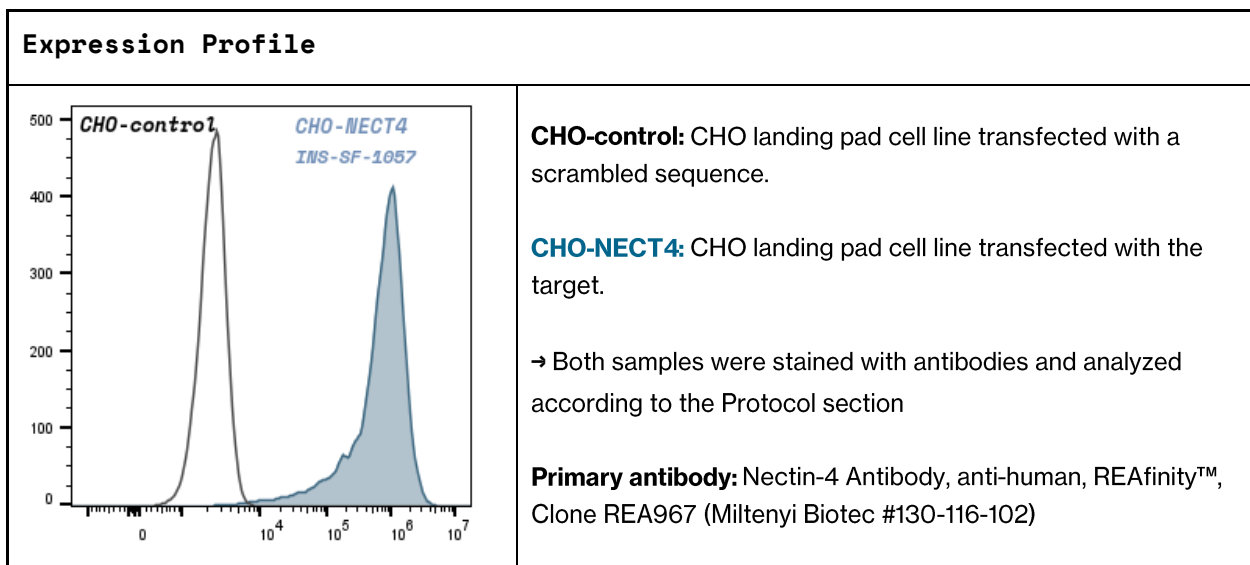 Expression Profile
500
400
300
200
100
0
CHO-control
CHO-NECT4
INS-SF-1057
0
10^4
10^5
10^6
10^7
CHO-control: CHO landing pad cell line transfected with a
scrambled sequence.
CHO-NECT4: CHO landing pad cell line transfected with the
target.
→ Both samples were stained with antibodies and analyzed
according to the Protocol section
Primary antibody: Nectin-4 Antibody, anti-human, REAfinity™,
Clone REA967 (Miltenyi Biotec #130-116-102)